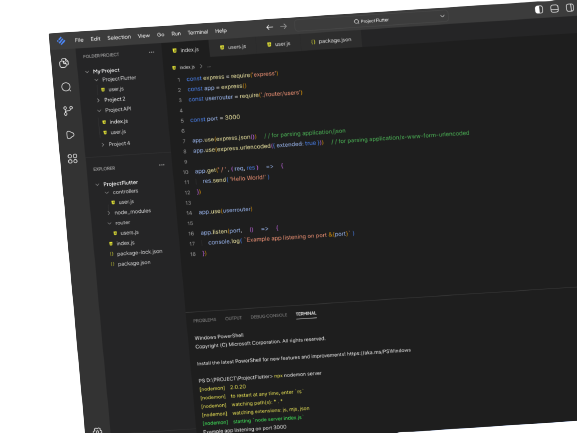 File Edit Selection View Go Run Terminal Help
ProjectFlutter
FOLDER PROJECT ...
My Project
Project Flutter
user.js
Project 2
Project API
index.js
user.js
Project 4
EXPLORER ...
ProjectFlutter
controllers
user.js
node_modules
router
users.js
index.js
package-lock.json
package.json
index.js users.js user.js package.json
index.js > ...
1 const express = require('express')
2 const app = express()
3 const userrouter = require('./router/users')
4
5 const port = 3000
6
7 app.use(express.json()) // for parsing application/json
8 app.use(express.urlencoded({ extended: true })) // for parsing application/x-www-form-urlencoded
9
10 app.get('/', (req, res) => {
11 res.send('Hello World!')
12 })
13
14 app.use(userrouter)
15
16 app.listen(port, () => {
17 console.log(`Example app listening on port &{port}`)
18 })
PROBLEMS OUTPUT DEBUG CONSOLE TERMINAL
Windows PowerShell
Copyright (C) Microsoft Corporation. All rights reserved.
Install the latest PowerShell for new features and improvements! https://aka.ms/PSWindows
PS D:\PROJECT\ProjectFlutter> npx nodemon server
[nodemon] 2.0.20
[nodemon] to restart at any time, enter `rs`
[nodemon] watching path(s): *.*
[nodemon] watching extensions: js, mjs, json
[nodemon] starting `node server index.js`
Example app listening on port 3000